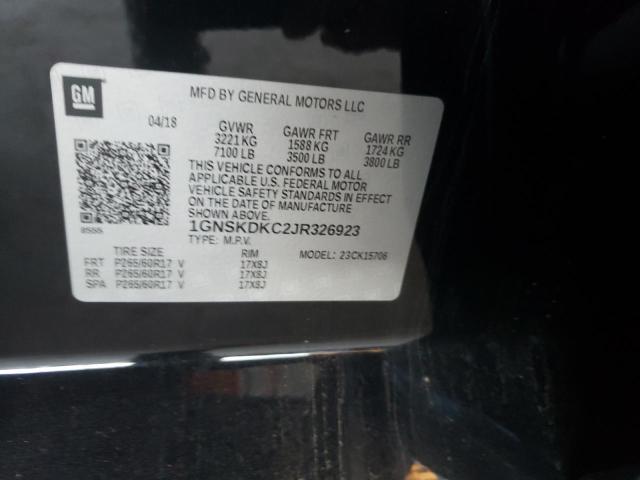 GM
MFD BY GENERAL MOTORS LLC
04/18 GVWR GAWR FRT GAWR RR
3221 KG 1588 KG 1724 KG
7100 LB 3500 LB 3800 LB
THIS VEHICLE CONFORMS TO ALL
APPLICABLE U.S. FEDERAL MOTOR
VEHICLE SAFETY STANDARDS IN EFFECT
ON THE DATE OF MANUFACTURE
SHOWN ABOVE.
1GNSKDKC2JR326923
TYPE: M.P.V. MODEL: 23CK15706
TIRE SIZE RIM
FRT P265/60R17 V 17X8J
RR P265/60R17 V 17X8J
SPA P265/60R17 V 17X8J